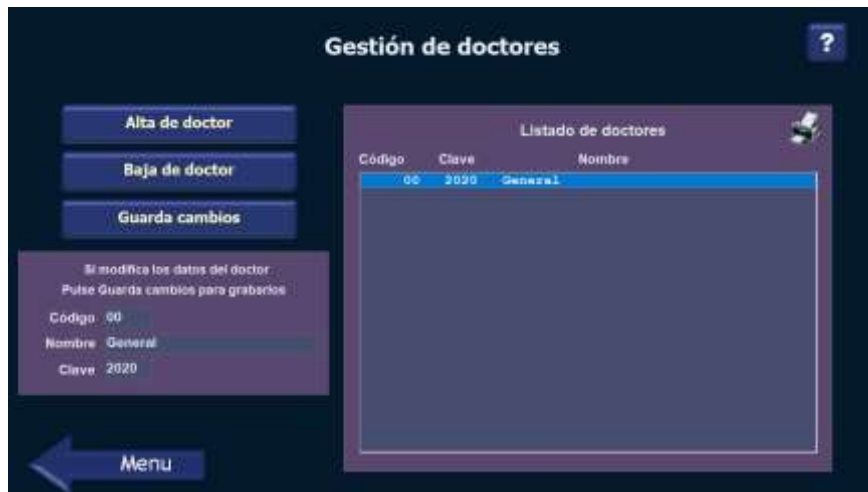 Gestión de doctores
?
Alta de doctor
Baja de doctor
Guarda cambios
Si modifica los datos del doctor
Pulse Guarda cambios para grabarlos
Código 00
Nombre General
Clave 2020
Listado de doctores
Código Clave Nombre
00 2020 General
Menu